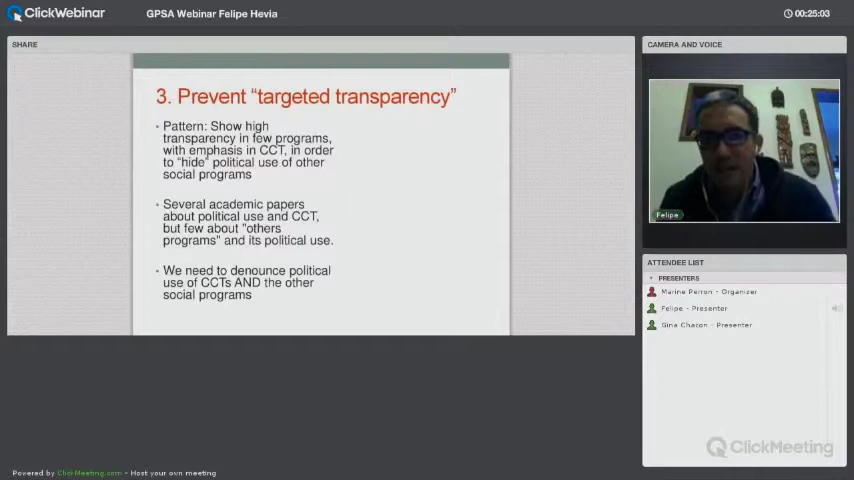 ClickWebinar
GPSA Webinar Felipe Hevia
00:25:03
SHARE
3. Prevent “targeted transparency”
• Pattern: Show high
transparency in few programs,
with emphasis in CCT, in order
to “hide” political use of other
social programs
• Several academic papers
about political use and CCT,
but few about "others
programs" and its political use.
• We need to denounce political
use of CCTs AND the other
social programs
CAMERA AND VOICE
Felipe
ATTENDEE LIST
PRESENTERS
Marine Perron - Organizer
Felipe - Presenter
Gina Chacon - Presenter
ClickMeeting
Powered by ClickMeeting.com - Host your own meeting